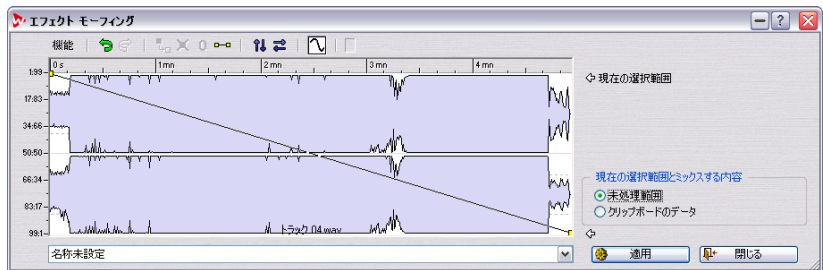 エフェクト モーフィング
機能
0 s
1 mn
2 mn
3 mn
4 mn
1:99
17:83
34:66
50:50
66:34
83:17
99:1
トラック 04.wav
現在の選択範囲
現在の選択範囲とミックスする内容
未処理範囲
クリップボードのデータ
名称未設定
適用
閉じる